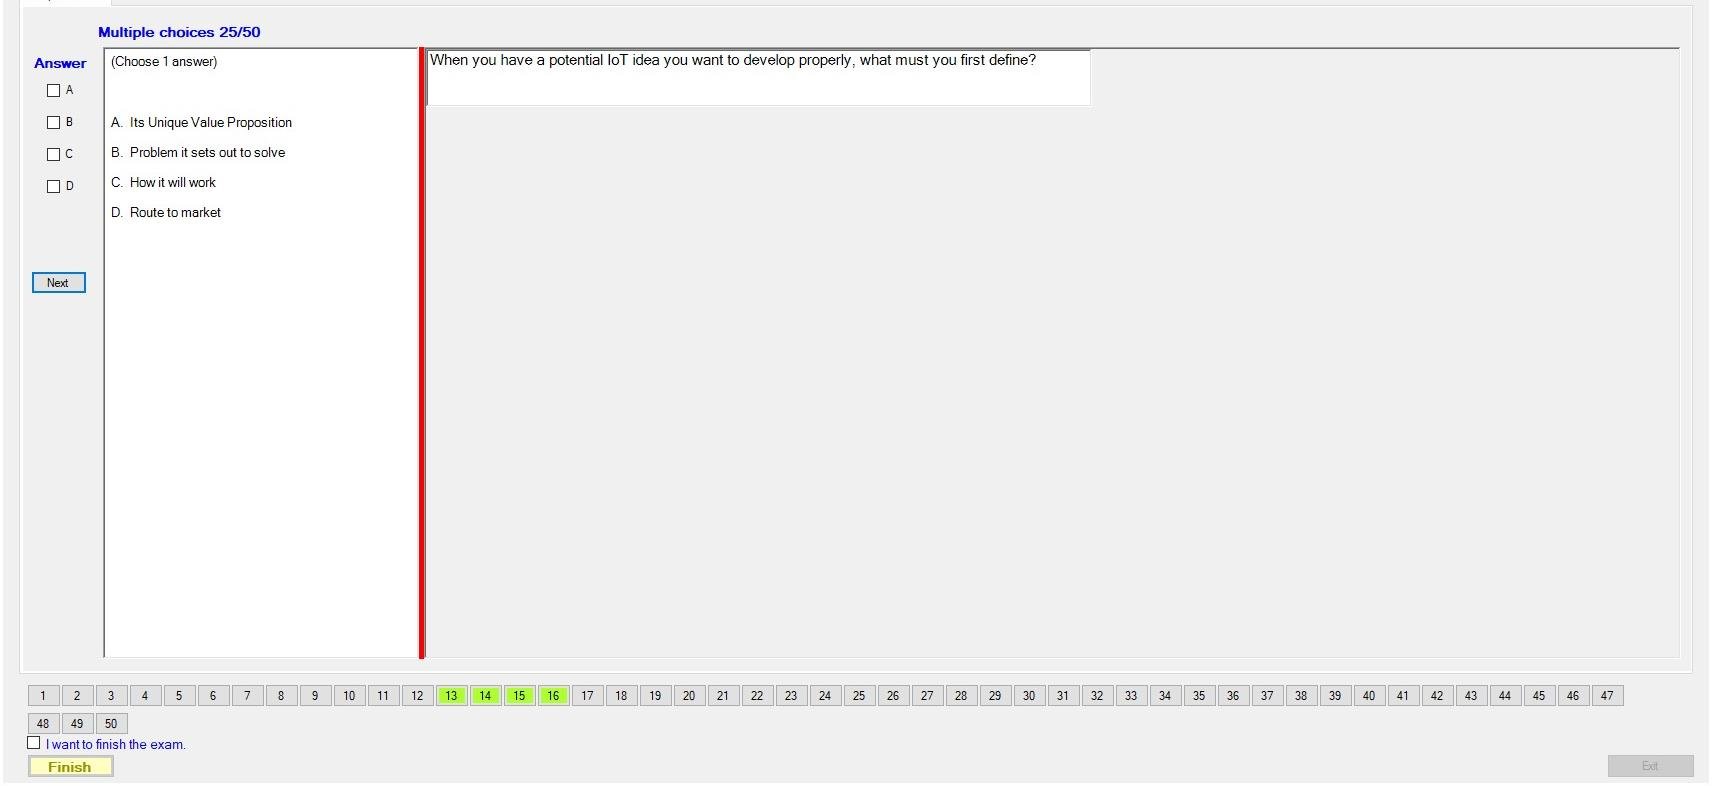 Multiple choices 25/50
Answer
(Choose 1 answer)
When you have a potential IoT idea you want to develop properly, what must you first define?
A
B
C
D
A. Its Unique Value Proposition
B. Problem it sets out to solve
C. How it will work
D. Route to market
Next
1 2 3 4 5 6 7 8 9 10 11 12 13 14 15 16 17 18 19 20 21 22 23 24 25 26 27 28 29 30 31 32 33 34 35 36 37 38 39 40 41 42 43 44 45 46 47
48 49 50
I want to finish the exam.
Finish
Exit